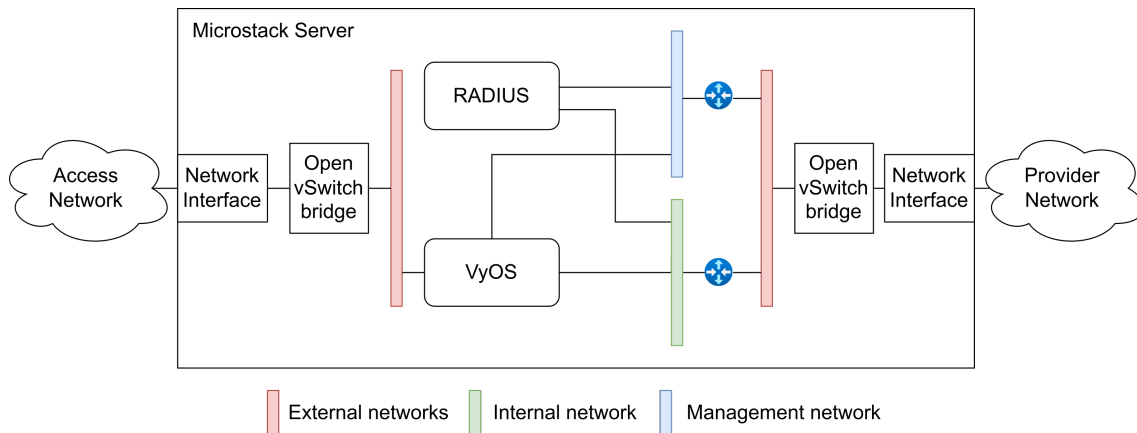 Microstack Server
RADIUS
Access
Network
Network
Interface
Open
vSwitch
bridge
VyOS
Open
vSwitch
bridge
Network
Interface
Provider
Network
External networks
Internal network
Management network